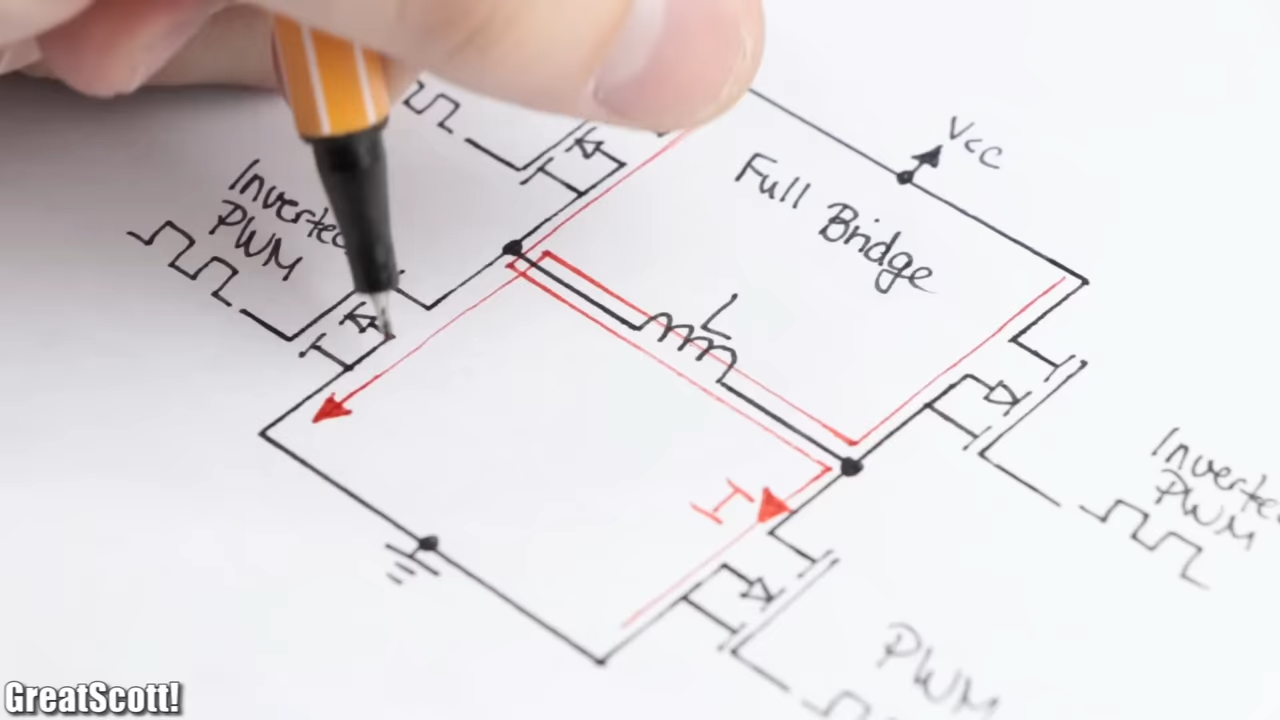 Vcc
Full Bridge
Inverted
PWM
L
I
Inverted
PWM
PWM
GreatScott!